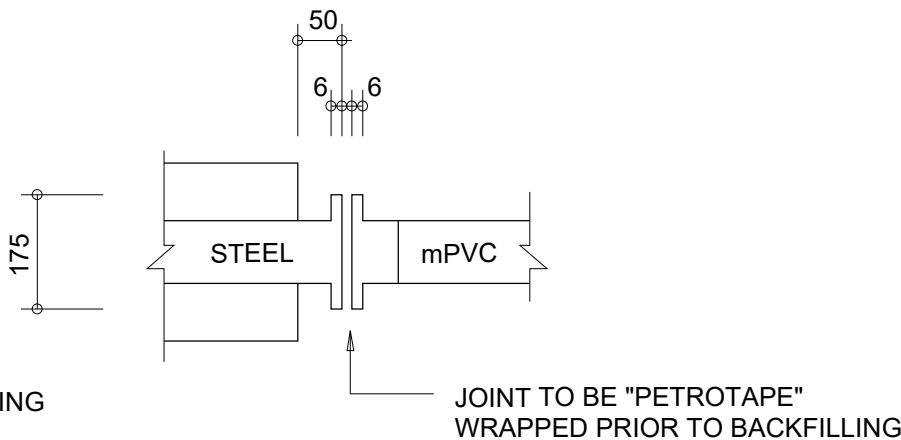 50
6 6
175
STEEL mPVC
ING
JOINT TO BE "PETROTAPE"
WRAPPED PRIOR TO BACKFILLING